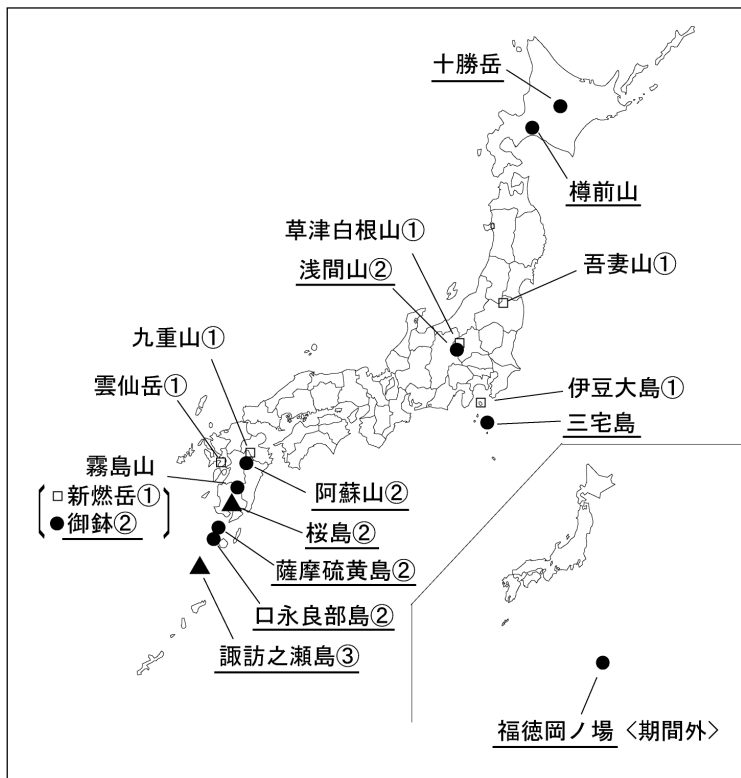 十勝岳
樽前山
草津白根山①
浅間山②
吾妻山①
九重山①
雲仙岳①
伊豆大島①
三宅島
霧島山
□新燃岳①
●御鉢②
阿蘇山②
桜島②
薩摩硫黄島②
口永良部島②
諏訪之瀬島③
福徳岡ノ場〈期間外〉